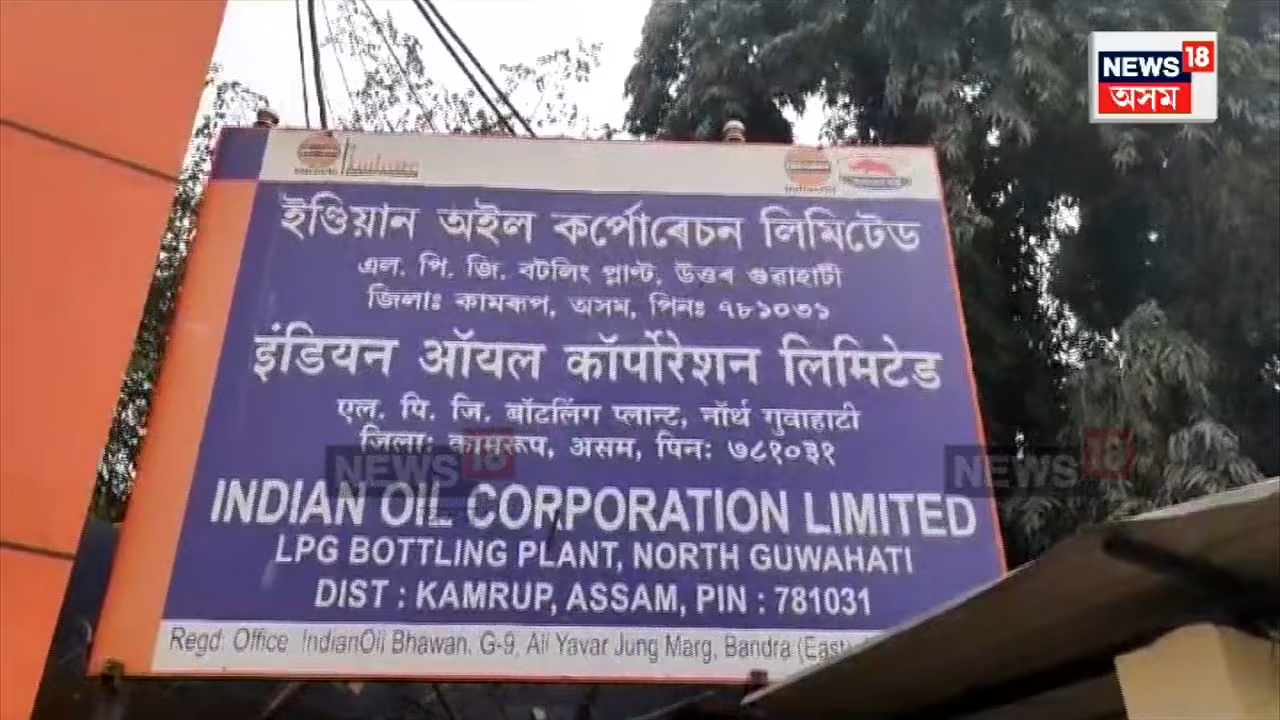 NEWS 18
অসম
ইণ্ডিয়ান অইল কৰ্পোৰেচন লিমিটেড
এল. পি. জি. বটলিং প্লাণ্ট, উত্তৰ গুৱাহাটী
জিলাঃ কামৰূপ, অসম, পিনঃ ৭৮১০৩১
इंडियन ऑयल कॉर्पोरेशन लिमिटेड
एल. पि. जि. बॉटलिंग प्लान्ट, नॉर्थ गुवाहाटी
जिला: कामरूप, असम, पिन: ७८१०३१
NEWS18
NEWS18
INDIAN OIL CORPORATION LIMITED
LPG BOTTLING PLANT, NORTH GUWAHATI
DIST : KAMRUP, ASSAM, PIN : 781031
Regd. Office IndianOil Bhawan, G-9, Ali Yavar Jung Marg, Bandra (East)